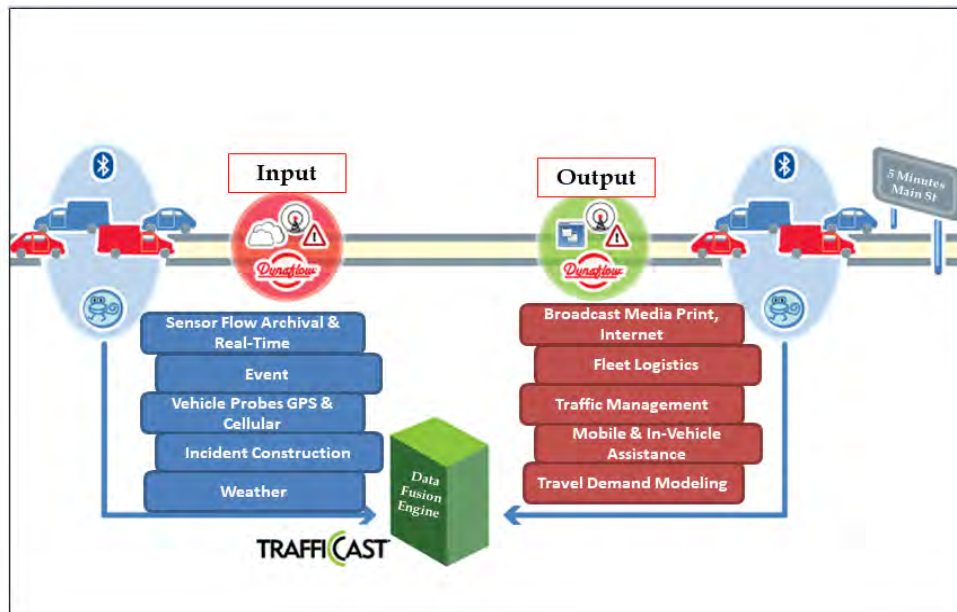 Input
Output
5 Minutes
Main St
Dynaflow
Dynaflow
Sensor Flow Archival &
Real-Time
Event
Vehicle Probes GPS &
Cellular
Incident Construction
Weather
Broadcast Media Print,
Internet
Fleet Logistics
Traffic Management
Mobile & In-Vehicle
Assistance
Travel Demand Modeling
Data
Fusion
Engine
TRAFFICAST